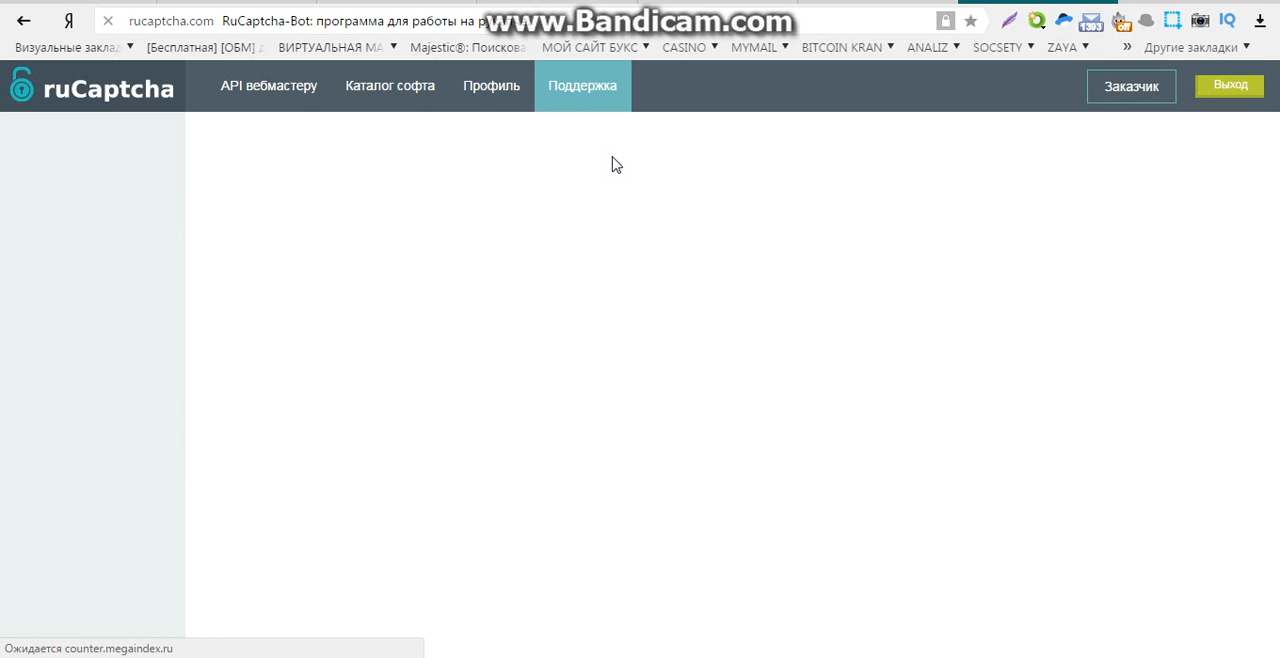 www.Bandicam.com
Я rucaptcha.com RuCaptcha-Bot: программа для работы на
Визуальные заклад [Бесплатная] [ОБМ] ВИРТУАЛЬНАЯ МА Majestic®: Поискова МОЙ САЙТ БУКС CASINO MYMAIL BITCOIN KRAN ANALIZ SOCSETY ZAYA » Другие закладки
ruCaptcha API вебмастеру Каталог софта Профиль Поддержка Заказчик Выход
Ожидается counter.megaindex.ru